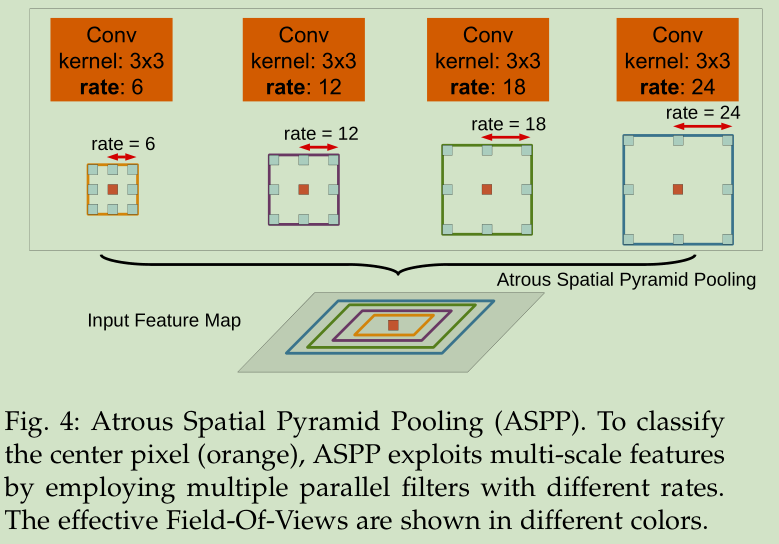 Conv
kernel: 3x3
rate: 6
Conv
kernel: 3x3
rate: 12
Conv
kernel: 3x3
rate: 18
Conv
kernel: 3x3
rate: 24
rate = 6
rate = 12
rate = 18
rate = 24
Atrous Spatial Pyramid Pooling
Input Feature Map
Fig. 4: Atrous Spatial Pyramid Pooling (ASPP). To classify
the center pixel (orange), ASPP exploits multi-scale features
by employing multiple parallel filters with different rates.
The effective Field-Of-Views are shown in different colors.